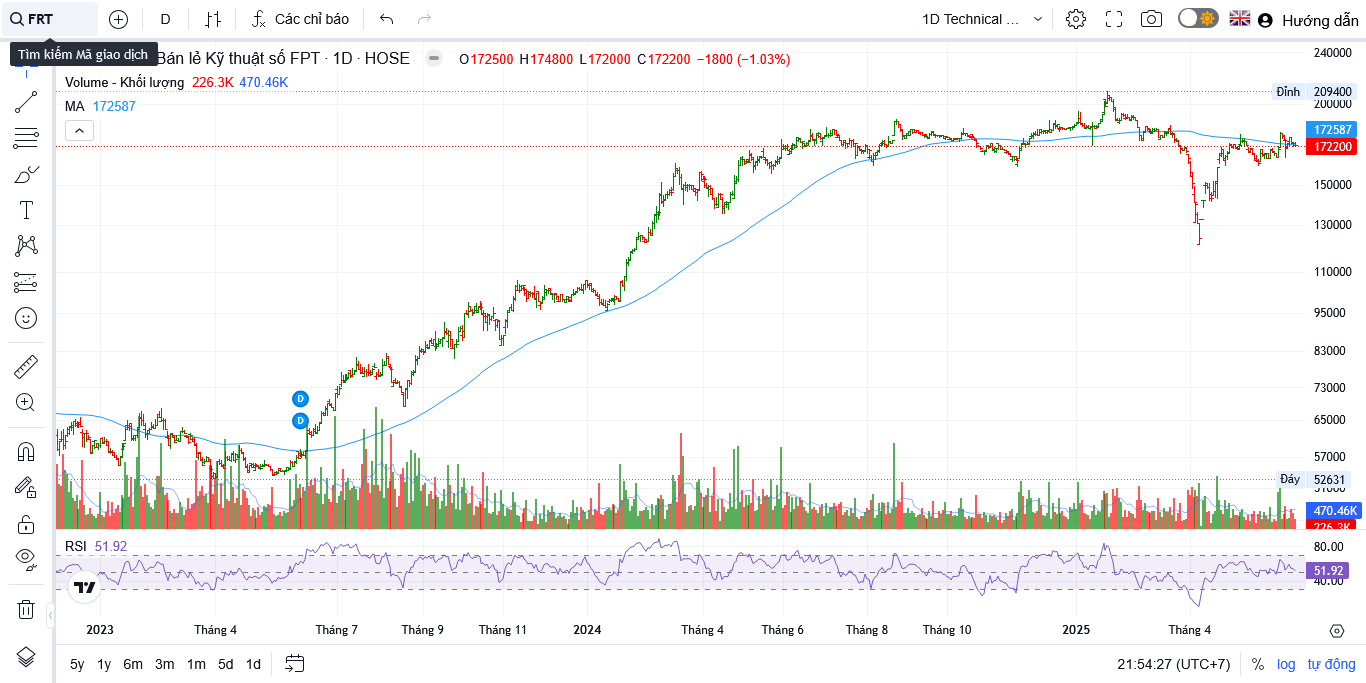 FRT
D
Các chỉ báo
1D Technical ...
Hướng dẫn
Tìm kiếm Mã giao dịch
Bán lẻ Kỹ thuật số FPT · 1D · HOSE
O172500 H174800 L172000 C172200 −1800 (−1.03%)
Volume - Khối lượng 226.3K 470.46K
MA 172587
240000
Đỉnh 209400
200000
172587
172200
150000
130000
110000
95000
83000
73000
65000
57000
Đáy 52631
51000
470.46K
226.3K
D
D
RSI 51.92
80.00
51.92
40.00
2023 Tháng 4 Tháng 7 Tháng 9 Tháng 11 2024 Tháng 4 Tháng 6 Tháng 8 Tháng 10 2025 Tháng 4
5y 1y 6m 3m 1m 5d 1d
21:54:27 (UTC+7) % log tự động